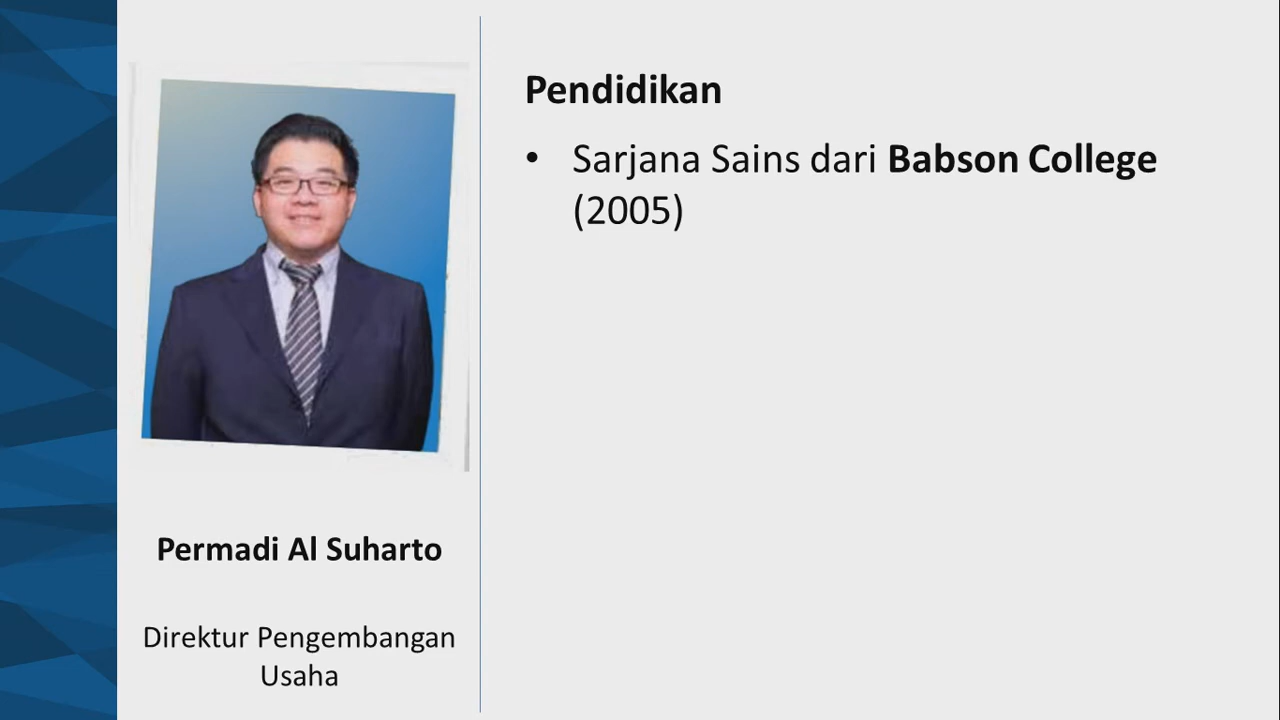 Permadi Al Suharto
Direktur Pengembangan
Usaha
Pendidikan
• Sarjana Sains dari Babson College
(2005)